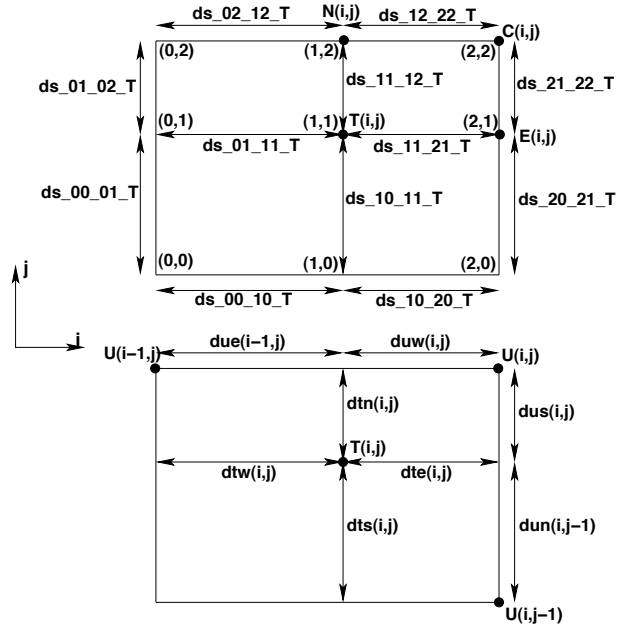 N(i,j)
ds_02_12_T ds_12_22_T
C(i,j)
(0,2) (1,2) (2,2)
ds_01_02_T ds_11_12_T ds_21_22_T
(0,1) (1,1) T(i,j) (2,1)
E(i,j)
ds_01_11_T ds_11_21_T
ds_00_01_T ds_10_11_T ds_20_21_T
(0,0) (1,0) (2,0)
j
ds_00_10_T ds_10_20_T
i
U(i−1,j) due(i−1,j) duw(i,j) U(i,j)
dtn(i,j) dus(i,j)
T(i,j)
dtw(i,j) dte(i,j)
dts(i,j) dun(i,j−1)
U(i,j−1)